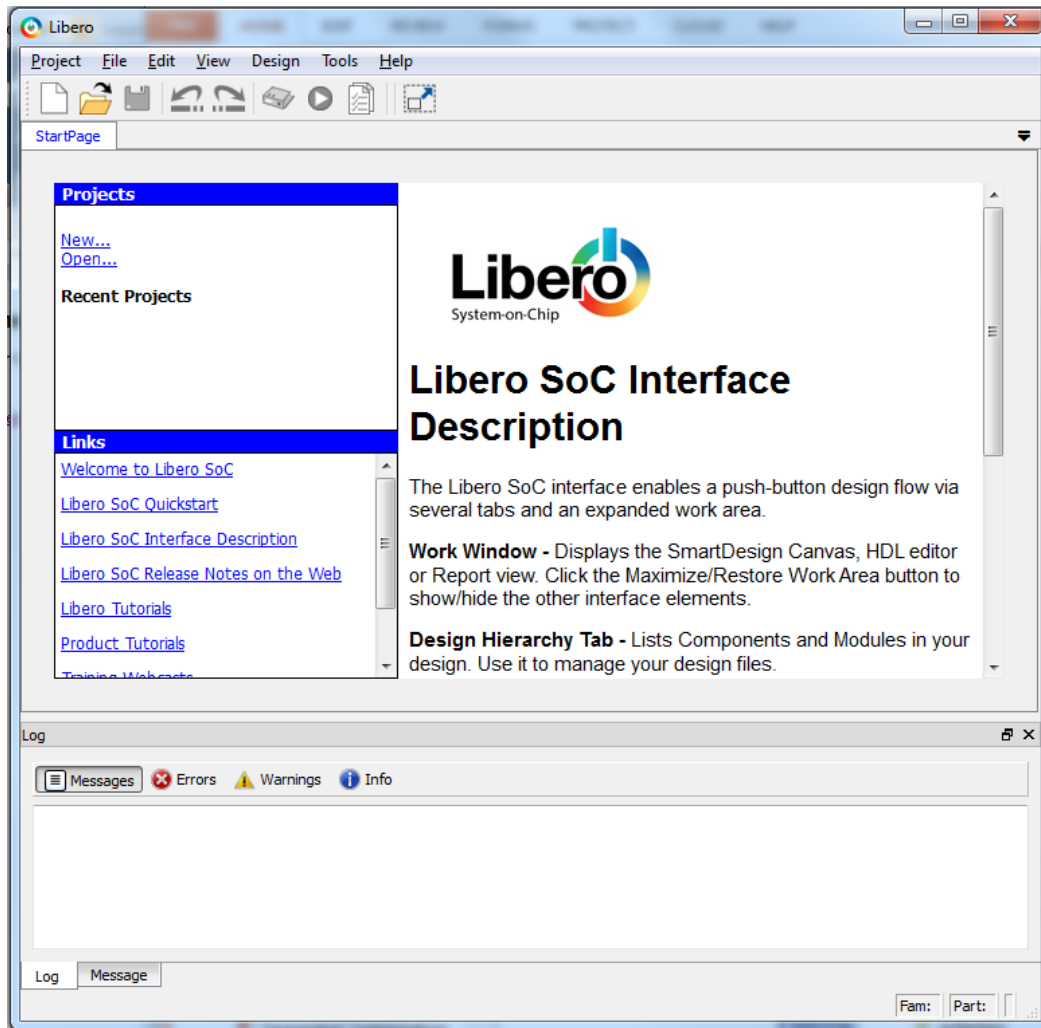 Libero
Project File Edit View Design Tools Help
StartPage
Projects
New...
Open...
Recent Projects
Links
Welcome to Libero SoC
Libero SoC Quickstart
Libero SoC Interface Description
Libero SoC Release Notes on the Web
Libero Tutorials
Product Tutorials
Training Webcasts
Libero
System-on-Chip
Libero SoC Interface
Description
The Libero SoC interface enables a push-button design flow via
several tabs and an expanded work area.
Work Window - Displays the SmartDesign Canvas, HDL editor
or Report view. Click the Maximize/Restore Work Area button to
show/hide the other interface elements.
Design Hierarchy Tab - Lists Components and Modules in your
design. Use it to manage your design files.
Log
Messages Errors Warnings Info
Log Message
Fam: Part: